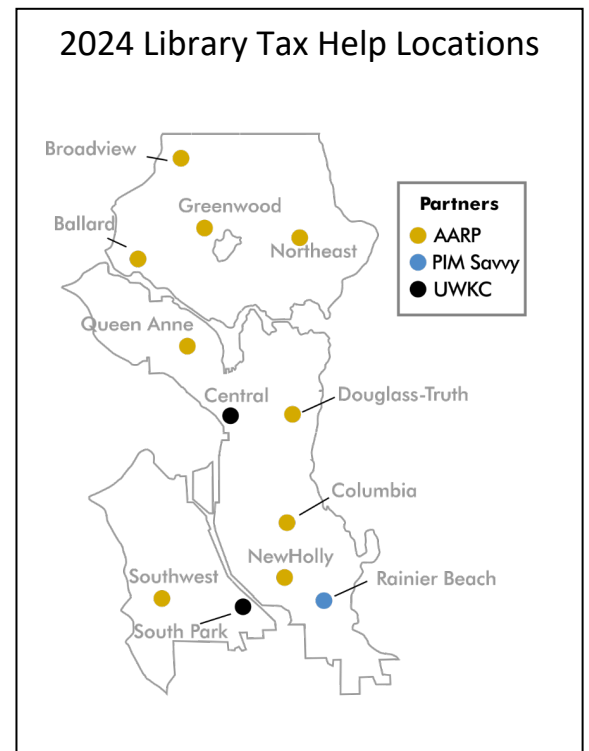 2024 Library Tax Help Locations
Broadview
Greenwood
Ballard
Northeast
Partners
AARP
PIM Savvy
UWKC
Queen Anne
Central
Douglass-Truth
Columbia
NewHolly
Southwest
Rainier Beach
South Park